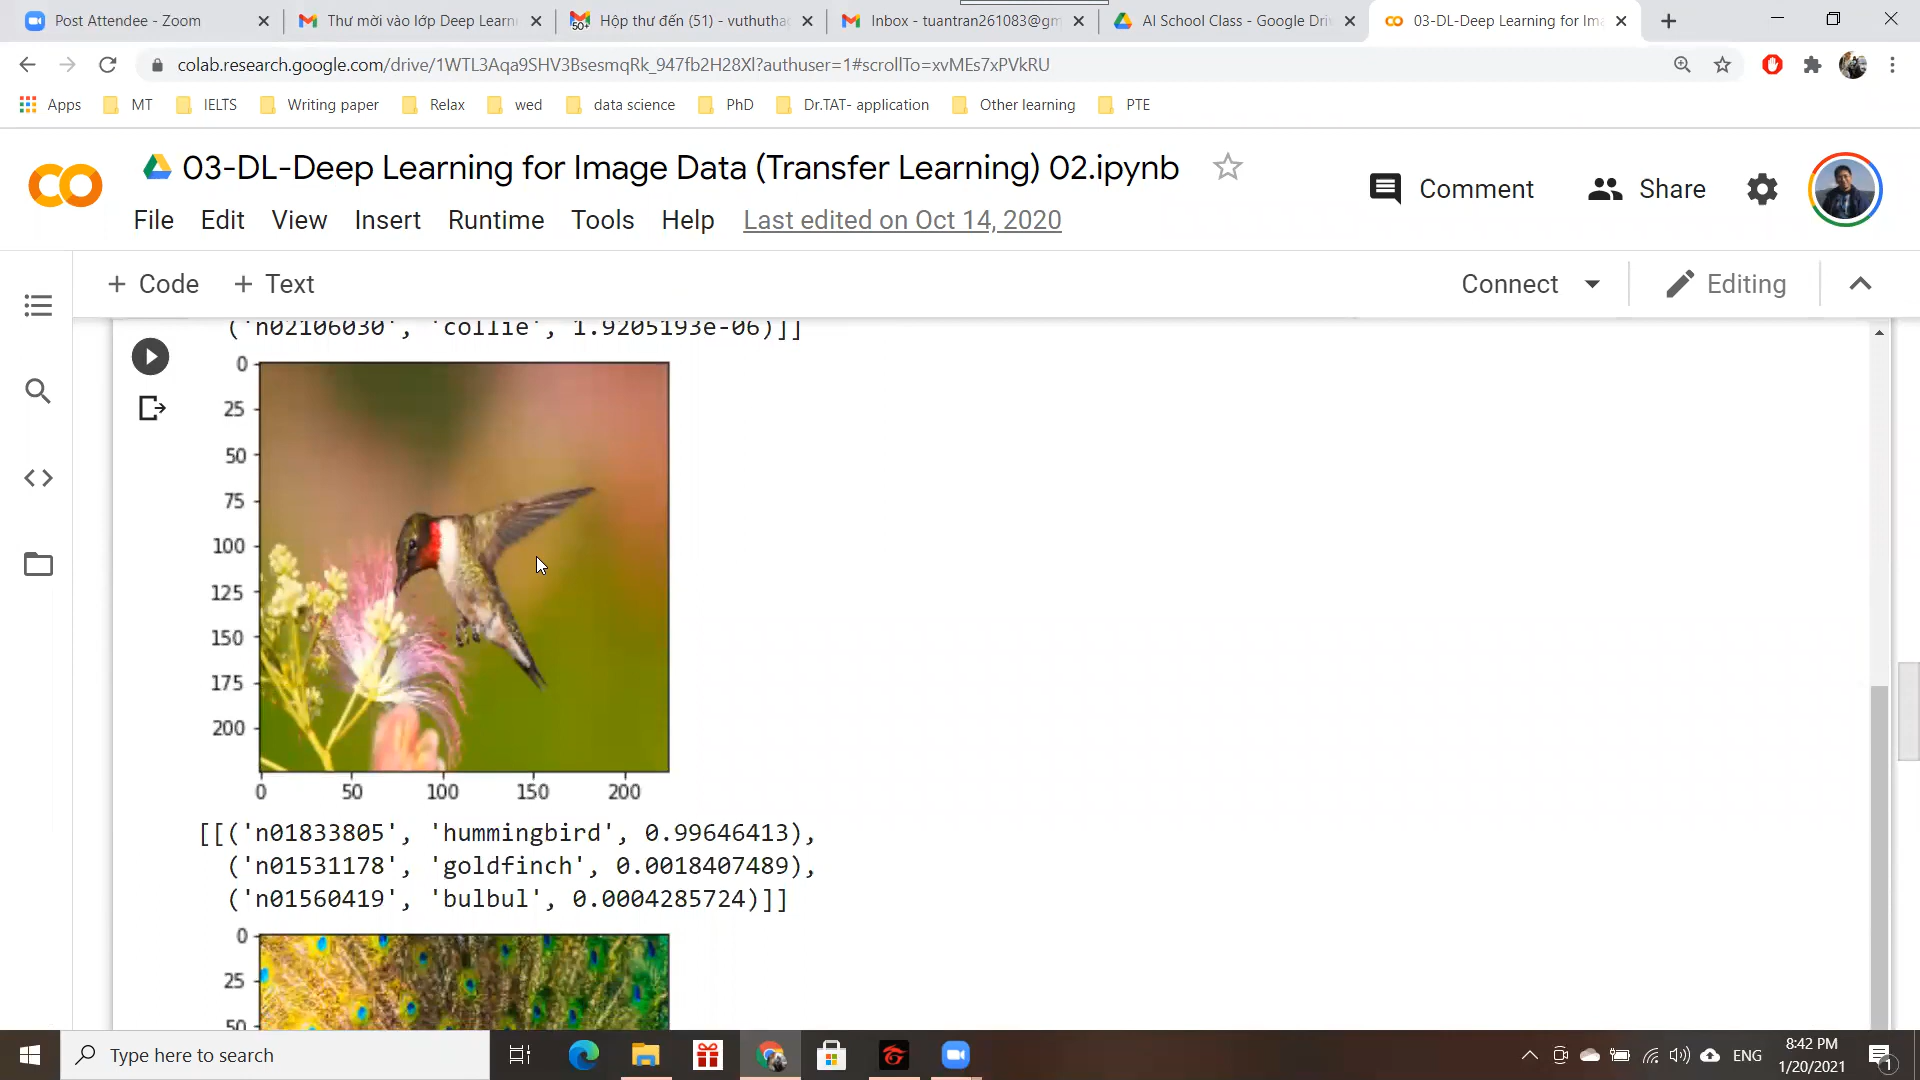 Post Attendee - Zoom
Thư mời vào lớp Deep Learn
Hộp thư đến (51) - vuthutha
Inbox - tuantran261083@gm
AI School Class - Google Driv
03-DL-Deep Learning for Ima
colab.research.google.com/drive/1WTL3Aqa9SHV3BsesmqRk_947fb2H28Xl?authuser=1#scrollTo=xvMEs7xPVkRU
Apps MT IELTS Writing paper Relax wed data science PhD Dr.TAT- application Other learning PTE
03-DL-Deep Learning for Image Data (Transfer Learning) 02.ipynb
Comment Share
File Edit View Insert Runtime Tools Help Last edited on Oct 14, 2020
+ Code + Text Connect Editing
('n02106030', 'collie', 1.9205193e-06)]]
0
25
50
75
100
125
150
175
200
0 50 100 150 200
[[('n01833805', 'hummingbird', 0.99646413),
('n01531178', 'goldfinch', 0.0018407489),
('n01560419', 'bulbul', 0.0004285724)]]
0
25
50
Type here to search
ENG
8:42 PM
1/20/2021
1